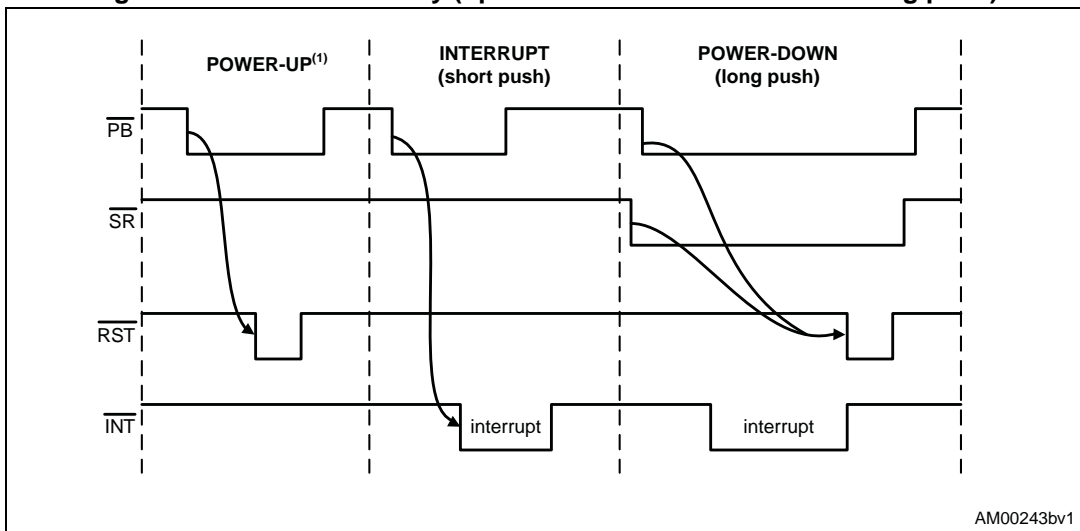 POWER-UP(1)
INTERRUPT
(short push)
POWER-DOWN
(long push)
PB
SR
RST
INT
interrupt
interrupt
AM00243bv1